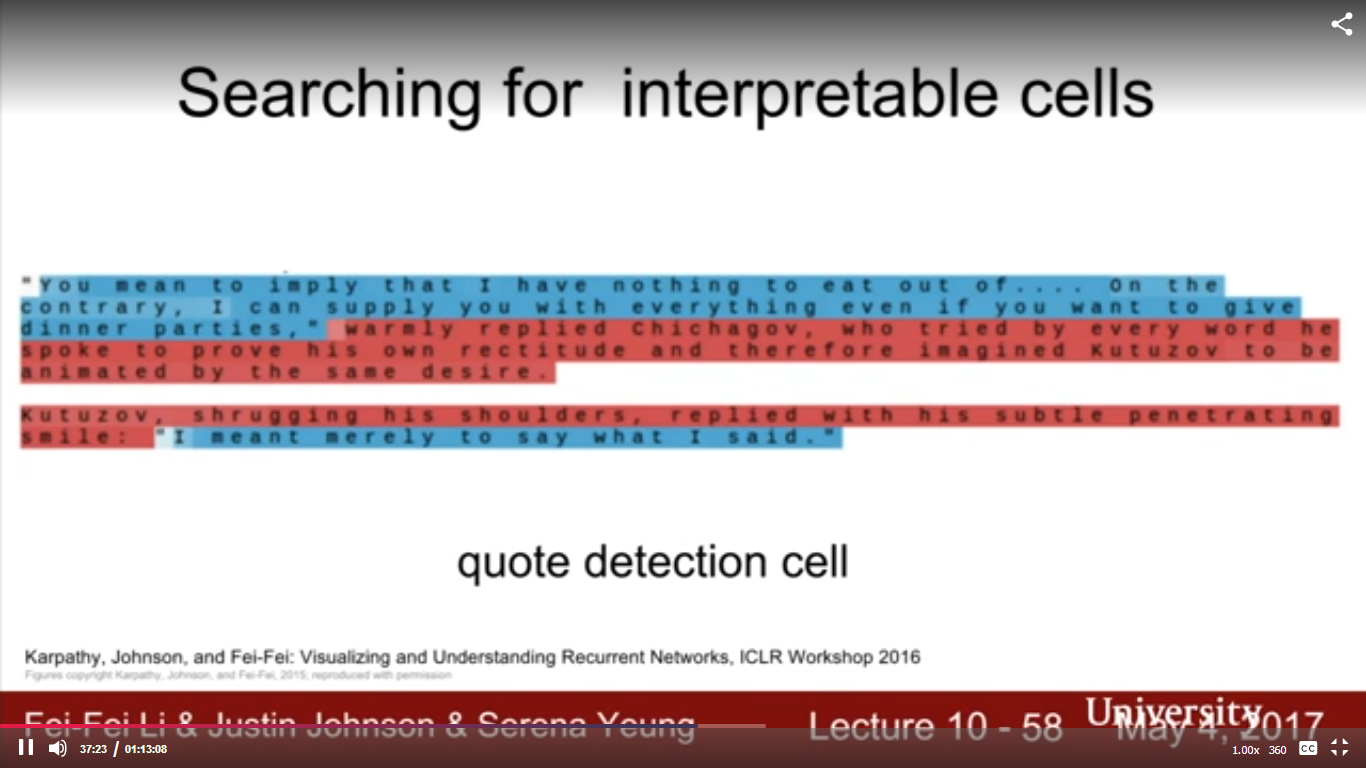 Searching for interpretable cells
"You mean to imply that I have nothing to eat out of.... On the
contrary, I can supply you with everything even if you want to give
dinner parties," warmly replied Chichagov, who tried by every word he
spoke to prove his own rectitude and therefore imagined Kutuzov to be
animated by the same desire.
Kutuzov, shrugging his shoulders, replied with his subtle penetrating
smile: "I meant merely to say what I said."
quote detection cell
Karpathy, Johnson, and Fei-Fei: Visualizing and Understanding Recurrent Networks, ICLR Workshop 2016
Figures copyright Karpathy, Johnson, and Fei-Fei, 2015; reproduced with permission
Fei-Fei Li & Justin Johnson & Serena Yeung Lecture 10 - 58 University May 4, 2017
37:23 / 01:13:08 1.00x 360 CC